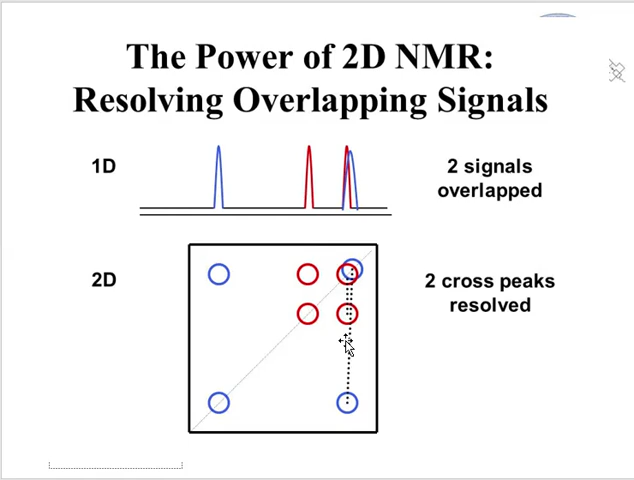 The Power of 2D NMR:
Resolving Overlapping Signals
1D
2 signals
overlapped
2D
2 cross peaks
resolved